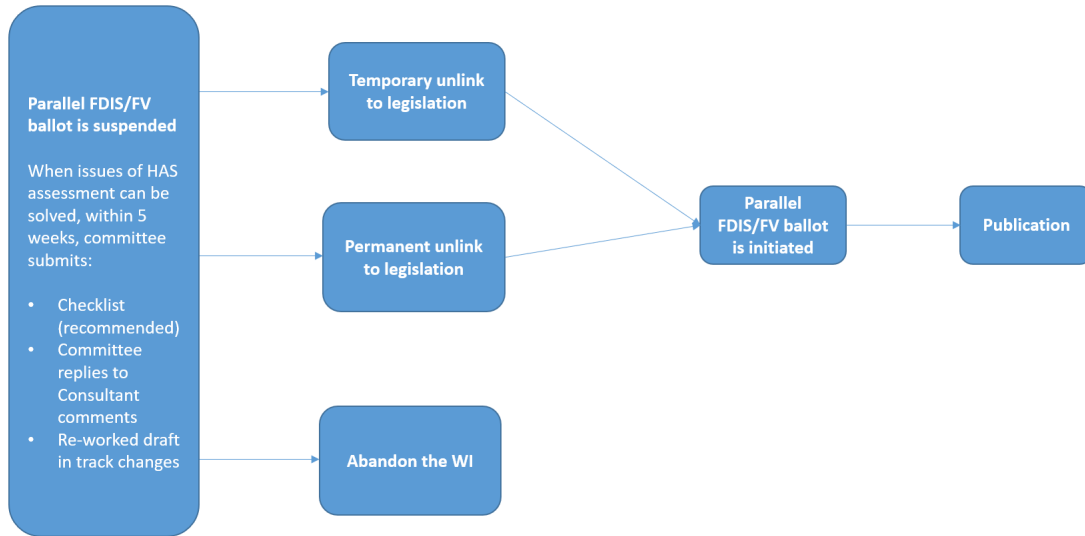 Parallel FDIS/FV
ballot is suspended
When issues of HAS
assessment can be
solved, within 5
weeks, committee
submits:
• Checklist
(recommended)
• Committee
replies to
Consultant
comments
• Re-worked draft
in track changes
Temporary unlink
to legislation
Permanent unlink
to legislation
Abandon the WI
Parallel
FDIS/FV ballot
is initiated
Publication